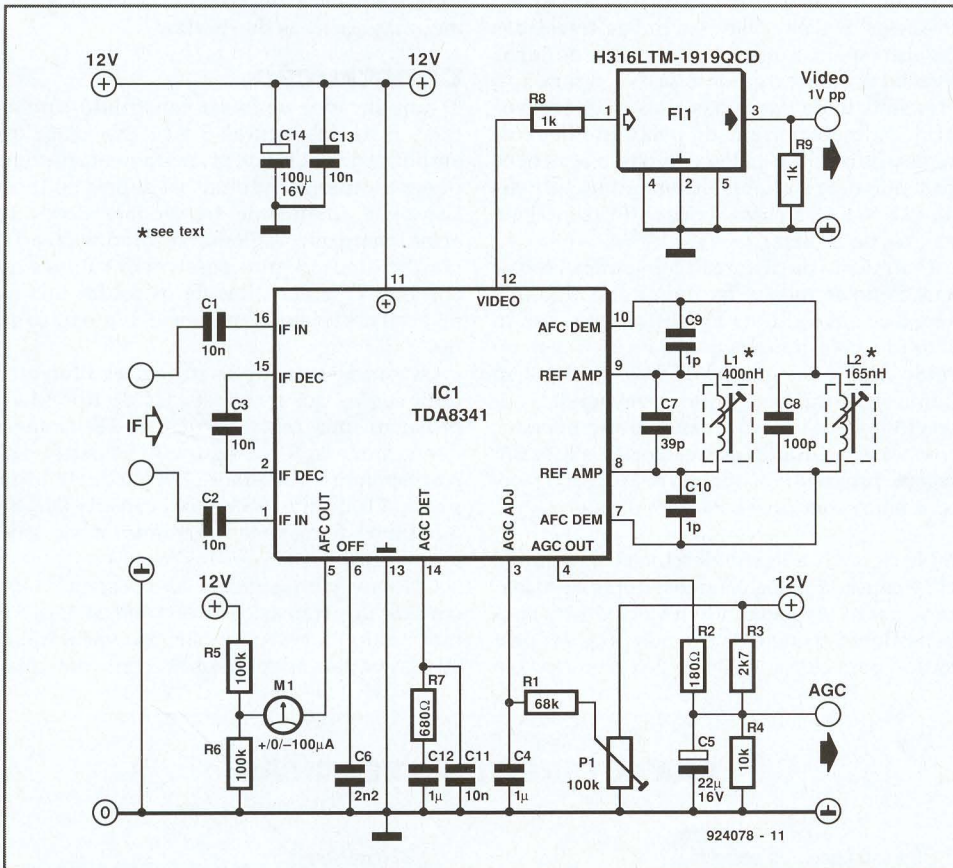 H316LTM-1919QCD
12V
12V
Video
1V pp
R8
1k
1
FI1
3
R9
1k
4
2
5
C14
100µ
16V
C13
10n
*see text
11
12
VIDEO
C1
10n
16
IF IN
15
IF DEC
C3
10n
IF
2
IF DEC
C2
10n
IF IN
IC1
TDA8341
AFC DEM
10
C9
1p
REF AMP
9
L1 *
400nH
L2 *
165nH
C7
39p
C8
100p
REF AMP
8
C10
1p
AFC DEM
7
AFC OUT
5
OFF
6
13
AGC DET
14
AGC ADJ
3
AGC OUT
4
12V
R5
100k
M1
+/0/–100µA
R6
100k
C6
2n2
R7
680Ω
C12
1µ
C11
10n
R1
68k
C4
1µ
P1
100k
12V
R2
180Ω
R3
2k7
AGC
R4
10k
C5
22µ
16V
0
924078 - 11